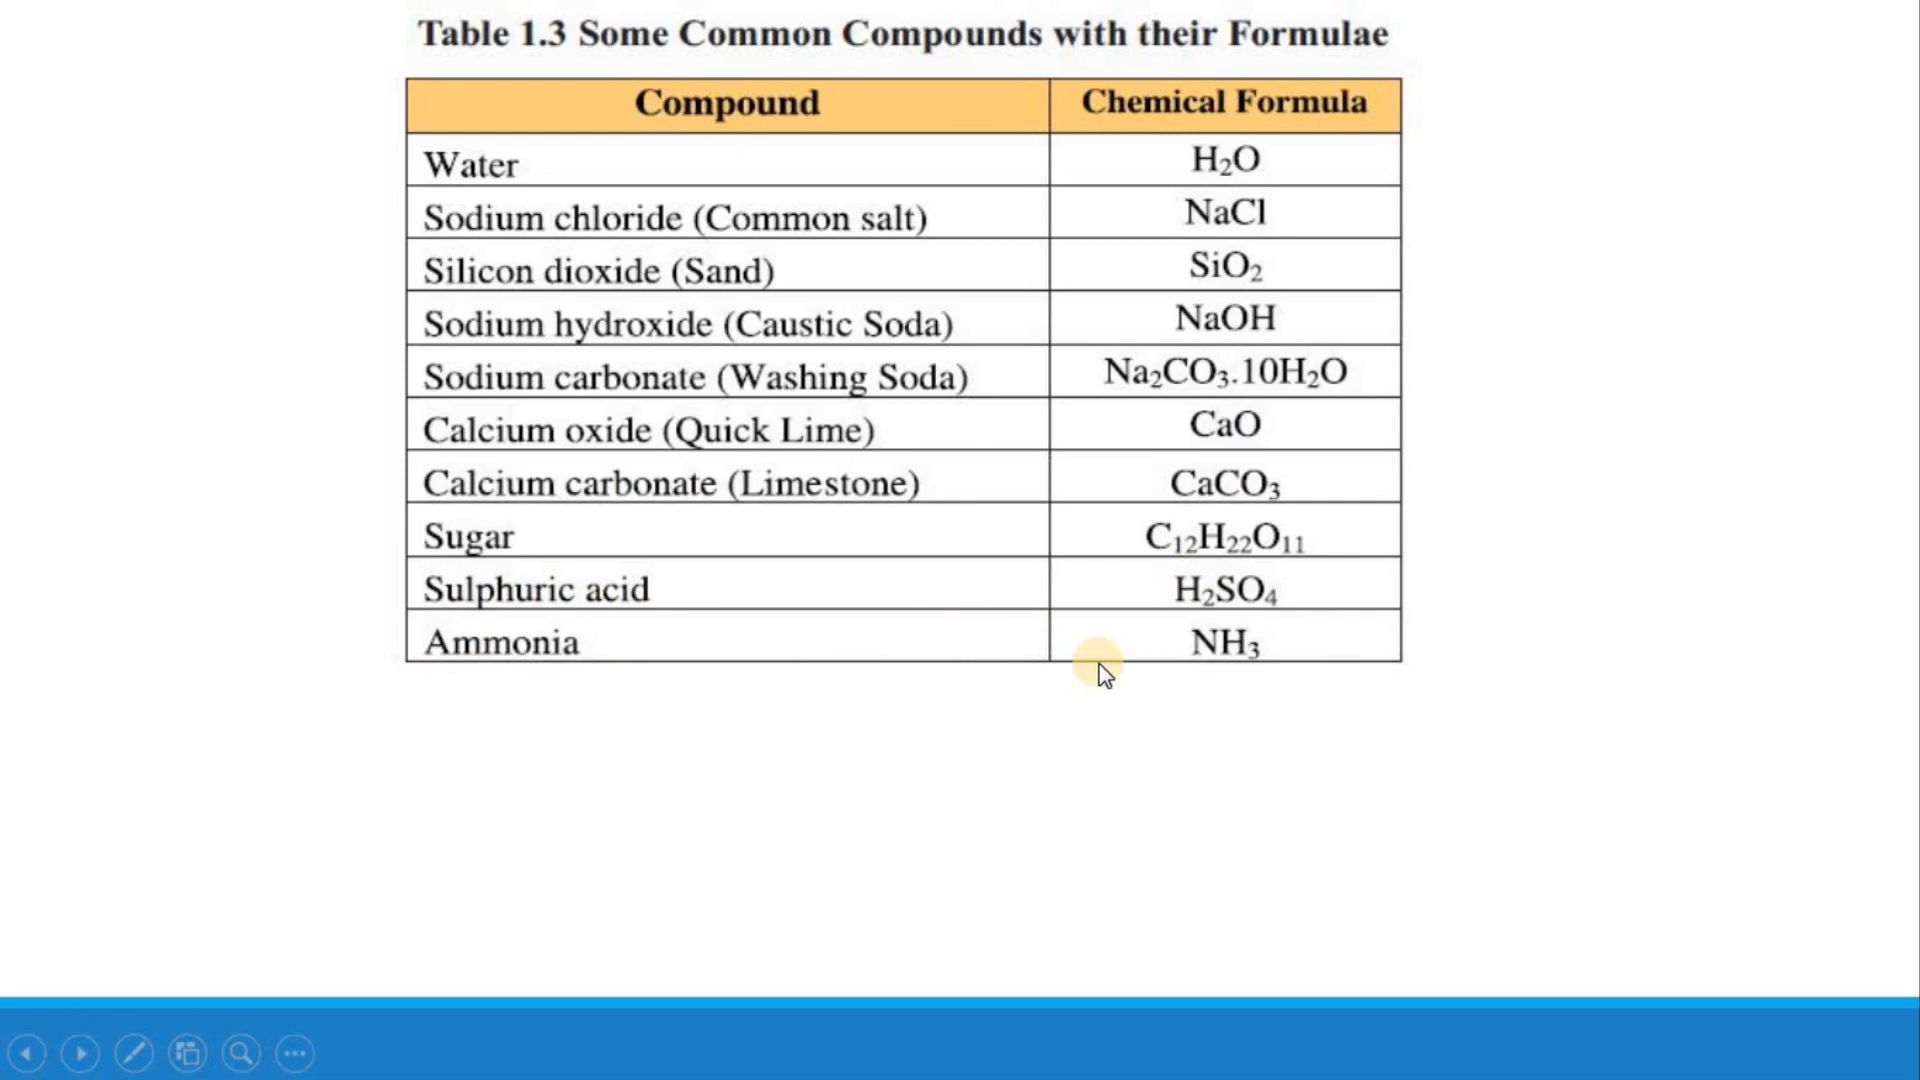 Table 1.3 Some Common Compounds with their Formulae
Compound Chemical Formula
Water H₂O
Sodium chloride (Common salt) NaCl
Silicon dioxide (Sand) SiO₂
Sodium hydroxide (Caustic Soda) NaOH
Sodium carbonate (Washing Soda) Na₂CO₃.10H₂O
Calcium oxide (Quick Lime) CaO
Calcium carbonate (Limestone) CaCO₃
Sugar C₁₂H₂₂O₁₁
Sulphuric acid H₂SO₄
Ammonia NH₃